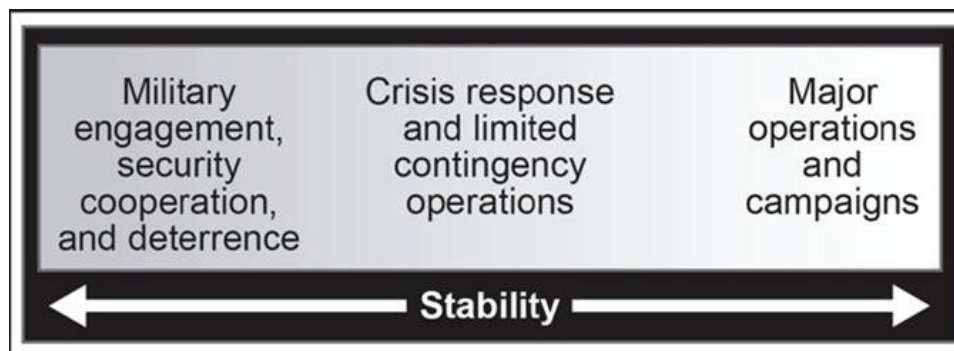 Military
engagement,
security
cooperation,
and deterrence
Crisis response
and limited
contingency
operations
Major
operations
and
campaigns
Stability